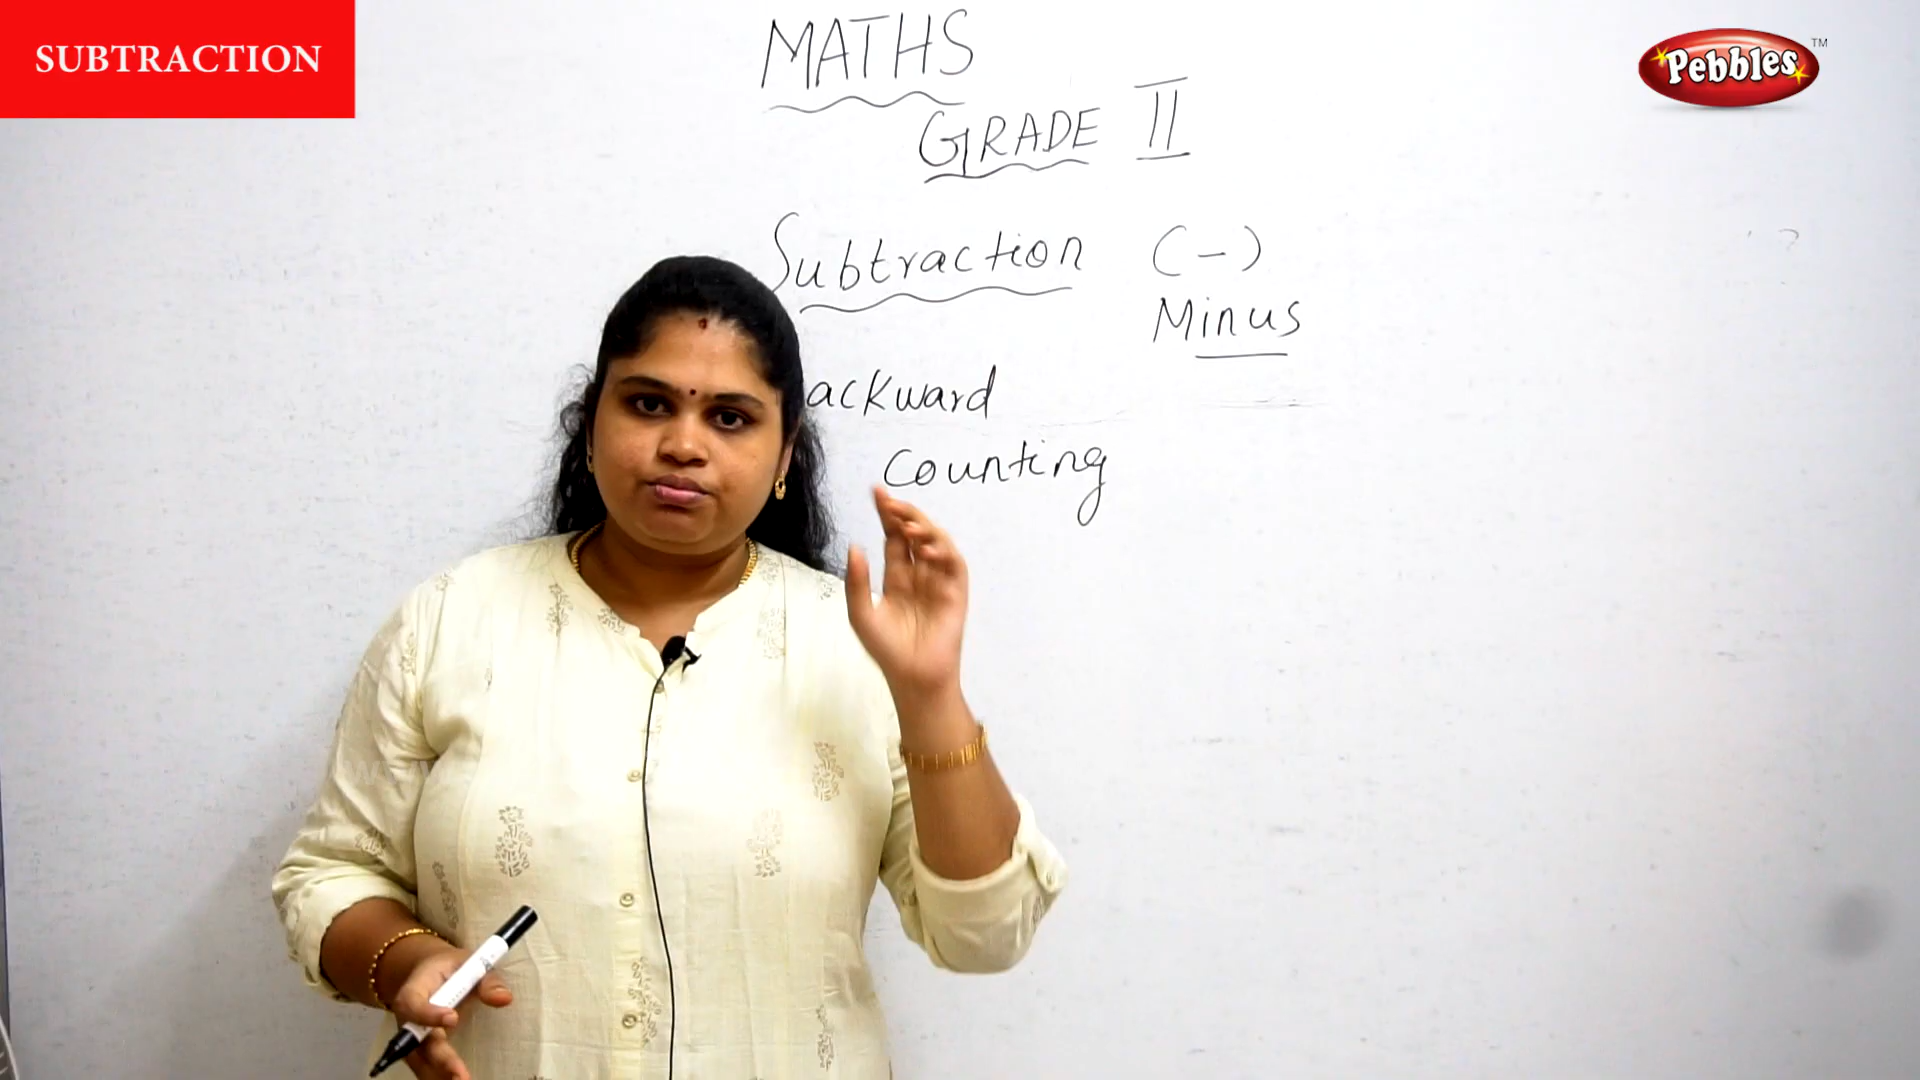 SUBTRACTION
Pebbles TM
MATHS
GRADE II
Subtraction (-)
Minus
ackward
counting